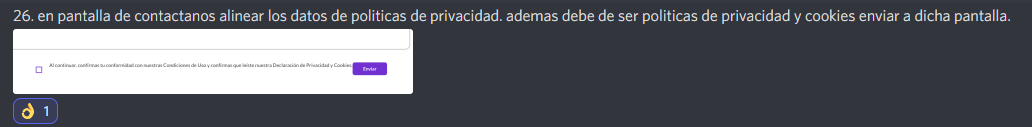 26. en pantalla de contactanos alinear los datos de politicas de privacidad. ademas debe de ser politicas de privacidad y cookies enviar a dicha pantalla.
Al continuar, confirmas tu conformidad con nuestras Condiciones de Uso y confirmas que leíste nuestra Declaración de Privacidad y Cookies Enviar
1